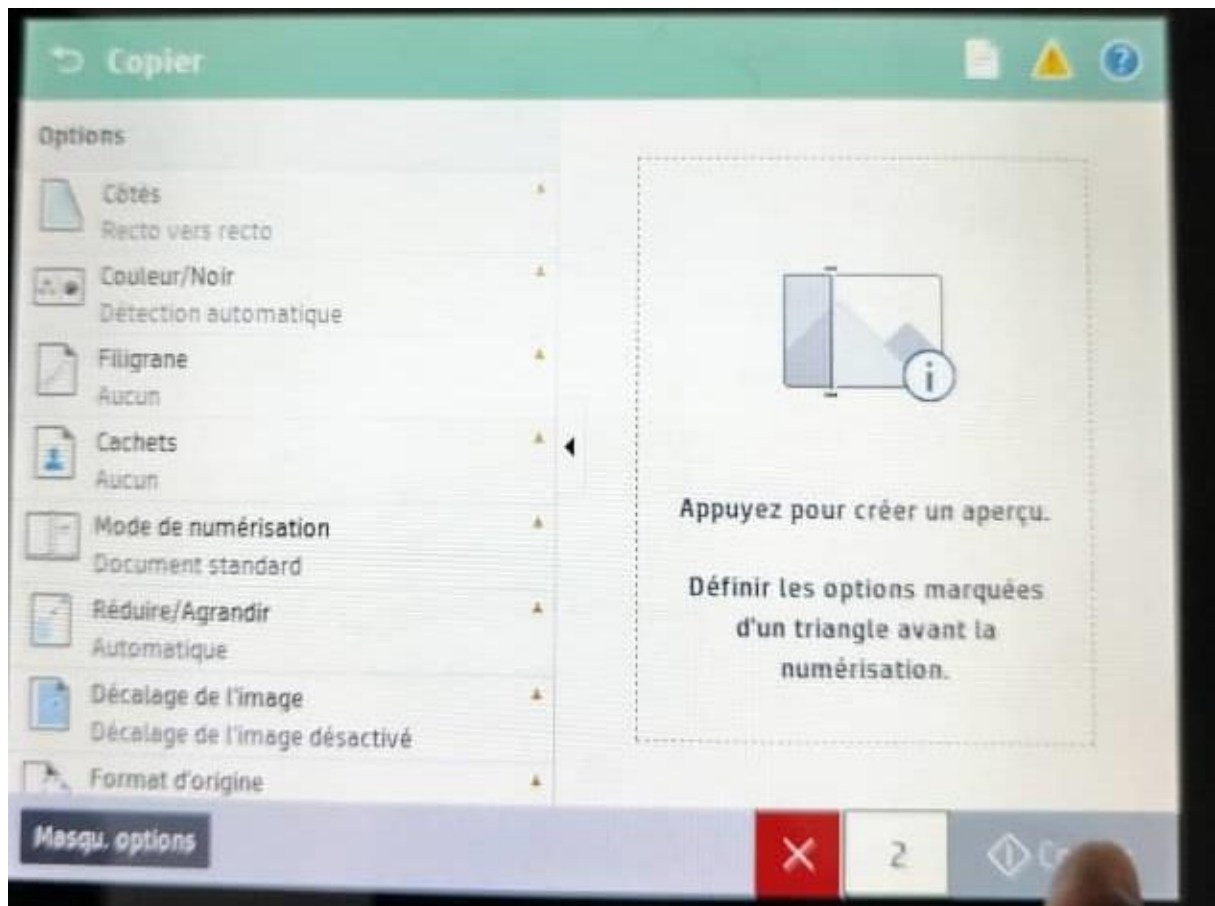 Copier
Options
Côtés
Recto vers recto
Couleur/Noir
Détection automatique
Filigrane
Aucun
Cachets
Aucun
Mode de numérisation
Document standard
Réduire/Agrandir
Automatique
Décalage de l'image
Décalage de l'image désactivé
Format d'origine
Appuyez pour créer un aperçu.
Définir les options marquées
d'un triangle avant la
numérisation.
Masqu. options
2